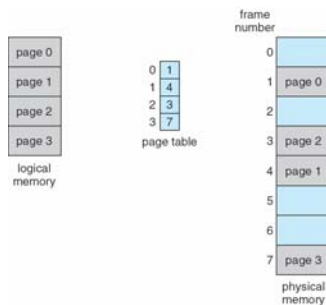 page 0
page 1
page 2
page 3
logical
memory
0 1
1 4
2 3
3 7
page table
frame
number
0
1 page 0
2
3 page 2
4 page 1
5
6
7 page 3
physical
memory